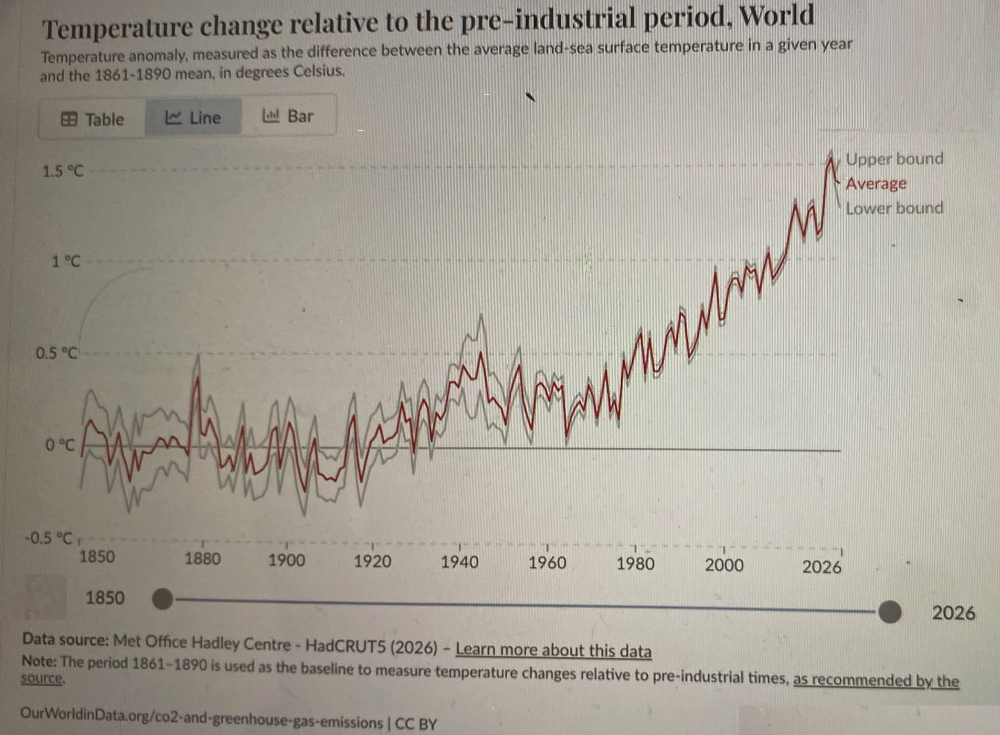 Temperature change relative to the pre-industrial period, World
Temperature anomaly, measured as the difference between the average land-sea surface temperature in a given year
and the 1861-1890 mean, in degrees Celsius.
Table
Line
Bar
1.5 °C
Upper bound
Average
Lower bound
1 °C
0.5 °C
0 °C
-0.5 °C
1850
1880
1900
1920
1940
1960
1980
2000
2026
1850
2026
Data source: Met Office Hadley Centre - HadCRUT5 (2026) – Learn more about this data
Note: The period 1861–1890 is used as the baseline to measure temperature changes relative to pre-industrial times, as recommended by the
source.
OurWorldinData.org/co2-and-greenhouse-gas-emissions | CC BY